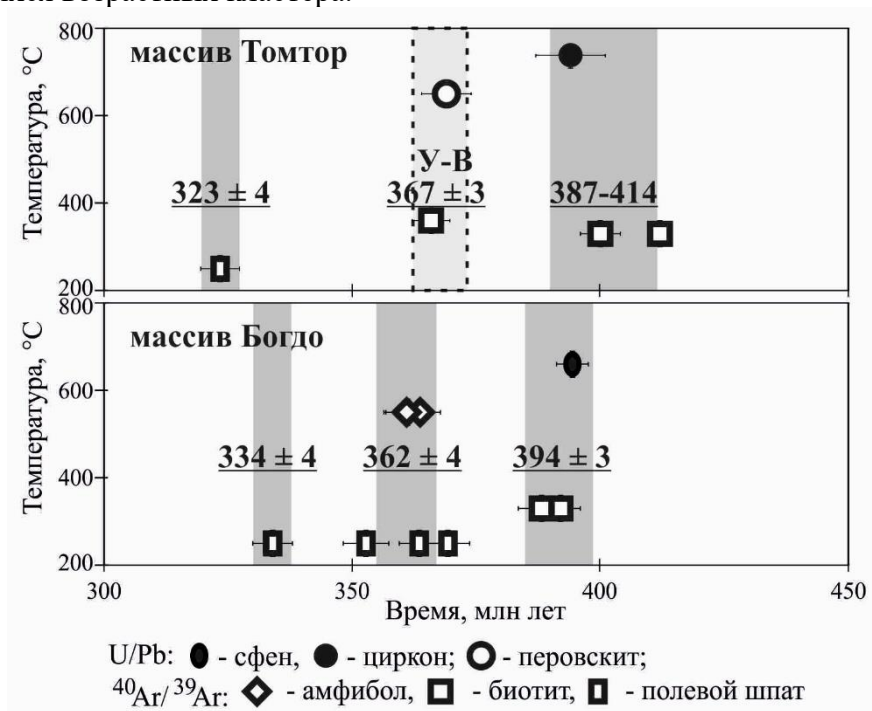 800
массив Томтор
Температура, °C
600
У-В
323 ± 4
367 ± 3
387-414
400
200
800
массив Богдо
Температура, °C
600
334 ± 4
362 ± 4
394 ± 3
400
200
300
350
400
450
Время, млн лет
U/Pb: - сфен, - циркон; - перовскит;
40Ar/39Ar: - амфибол, - биотит, - полевой шпат